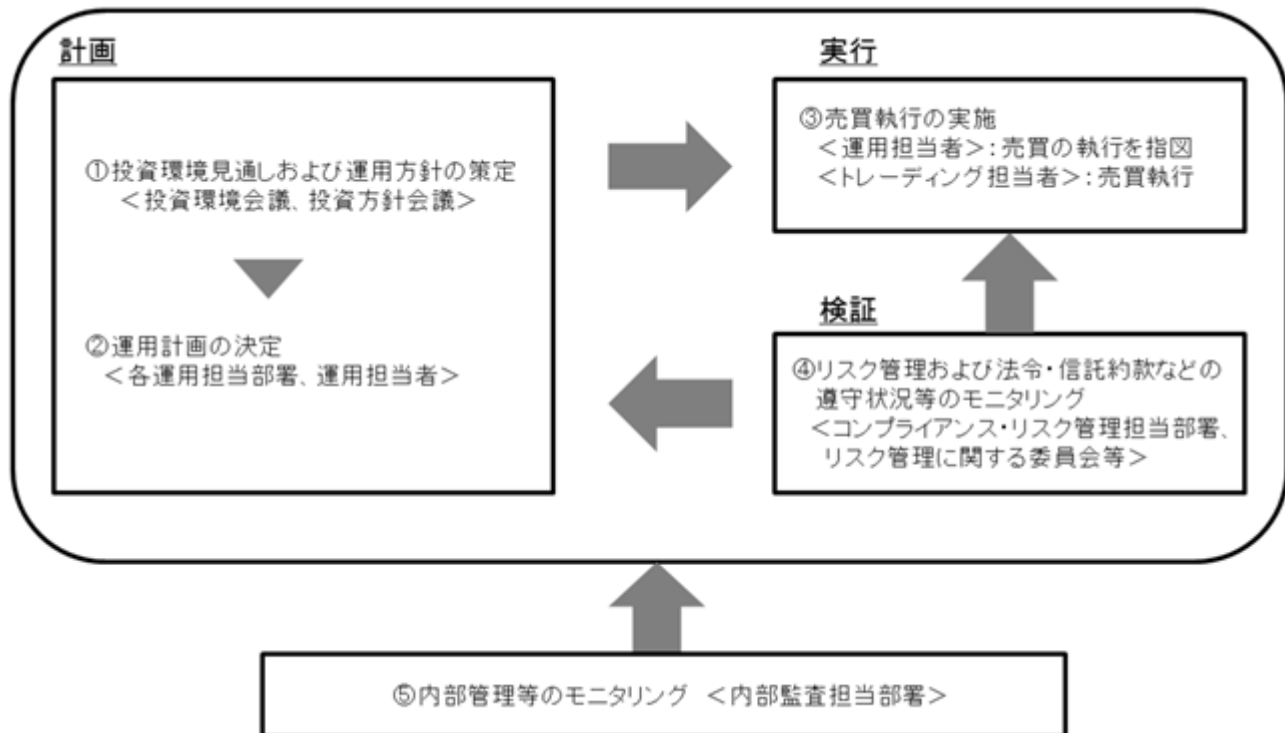 計画
①投資環境見通しおよび運用方針の策定
＜投資環境会議、投資方針会議＞
②運用計画の決定
＜各運用担当部署、運用担当者＞
実行
③売買執行の実施
＜運用担当者＞：売買の執行を指図
＜トレーディング担当者＞：売買執行
検証
④リスク管理および法令・信託約款などの
遵守状況等のモニタリング
＜コンプライアンス・リスク管理担当部署、
リスク管理に関する委員会等＞
⑤内部管理等のモニタリング ＜内部監査担当部署＞